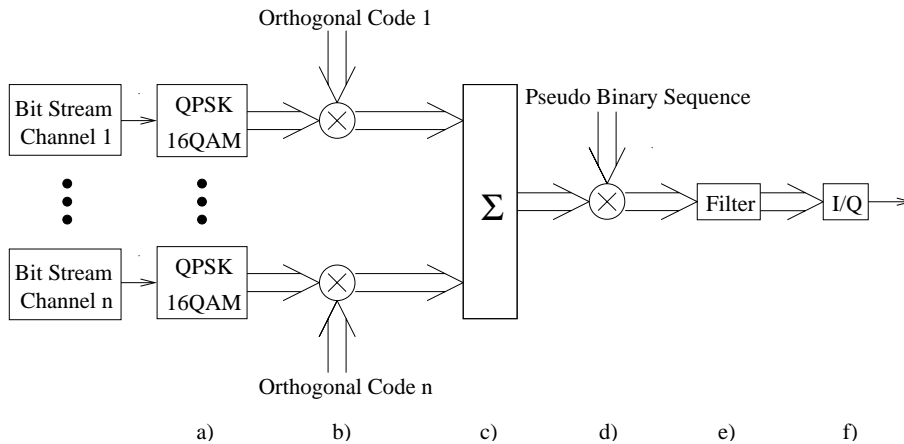 Orthogonal Code 1
Bit Stream
Channel 1
QPSK
16QAM
Pseudo Binary Sequence
Σ
Filter
I/Q
Bit Stream
Channel n
QPSK
16QAM
Orthogonal Code n
a)
b)
c)
d)
e)
f)